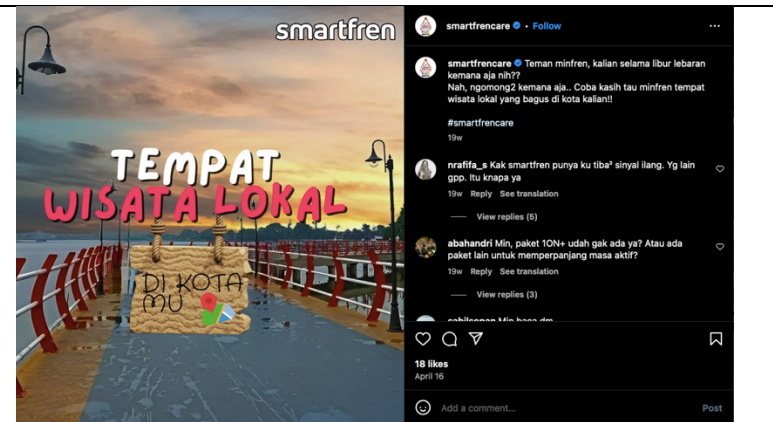 smartfren
TEMPAT
WISATA LOKAL
DI KOTA
MU
smartfrencare • Follow
smartfrencare Teman minfren, kalian selama libur lebaran
kemana aja nih??
Nah, ngomong2 kemana aja.. Coba kasih tau minfren tempat
wisata lokal yang bagus di kota kalian!!
#smartfrencare
19w
nrafifa_s Kak smartfren punya ku tiba² sinyal ilang. Yg lain
gpp. Itu knapa ya
19w Reply See translation
View replies (5)
abahandri Min, paket 1ON+ udah gak ada ya? Atau ada
paket lain untuk memperpanjang masa aktif?
19w Reply See translation
View replies (3)
18 likes
April 16
Add a comment...
Post